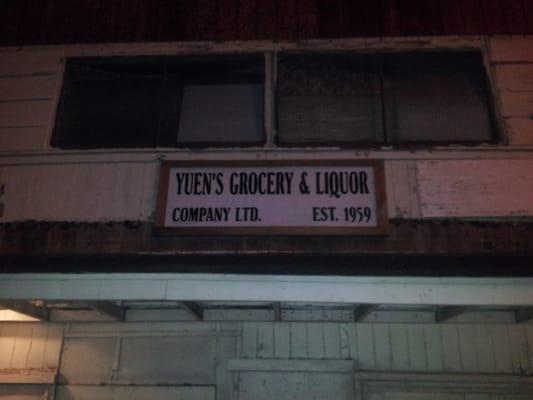 YUEN'S GROCERY & LIQUOR
COMPANY LTD. EST. 1959